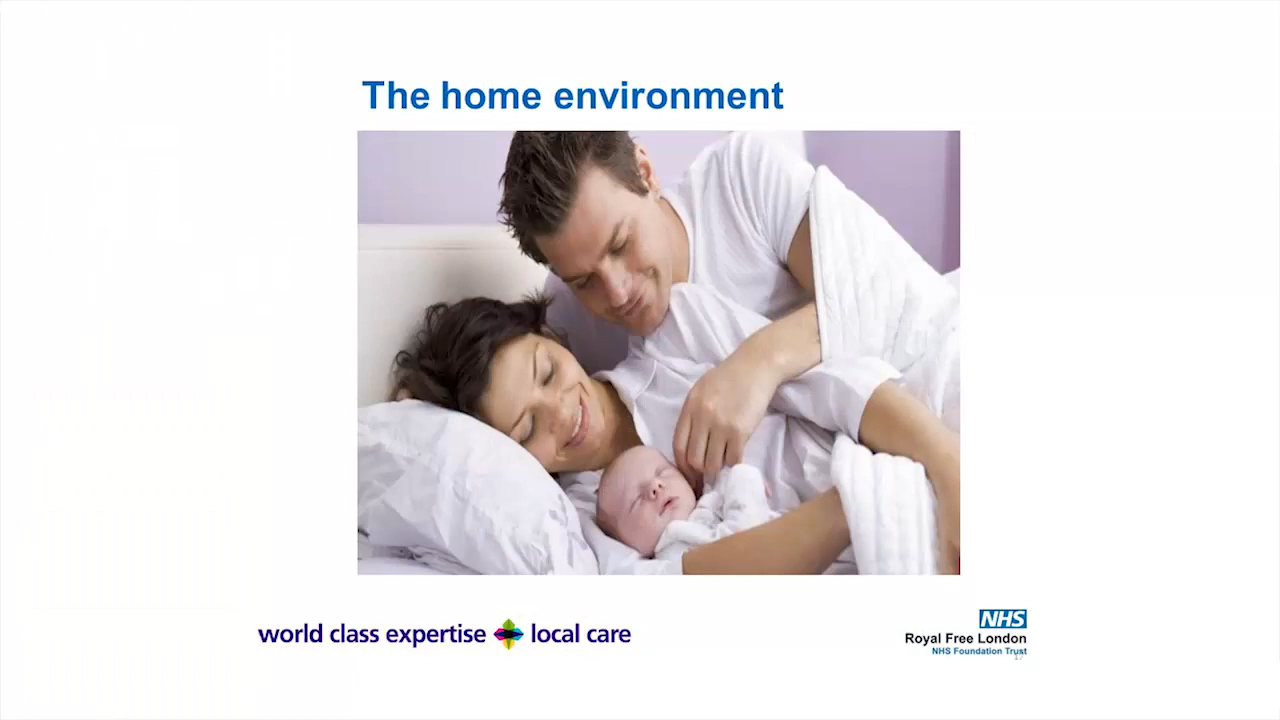 The home environment
world class expertise local care
NHS
Royal Free London
NHS Foundation Trust